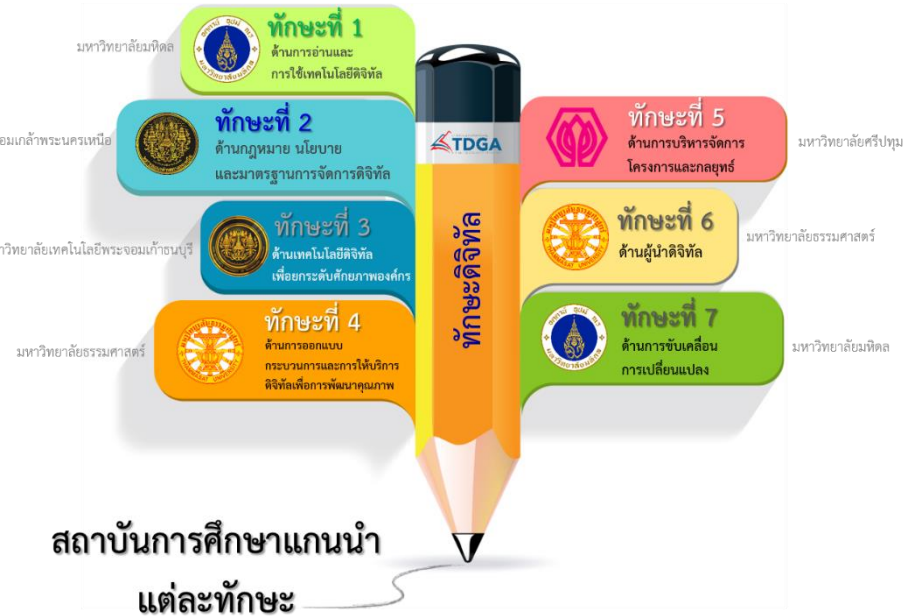 มหาวิทยาลัยมหิดล
ทักษะที่ 1
ด้านการอ่านและ
การใช้เทคโนโลยีดิจิทัล
อมเกล้าพระนครเหนือ
ทักษะที่ 2
ด้านกฎหมาย นโยบาย
และมาตรฐานการจัดการดิจิทัล
าวิทยาลัยเทคโนโลยีพระจอมเก้าธนบุรี
ทักษะที่ 3
ด้านเทคโนโลยีดิจิทัล
เพื่อยกระดับศักยภาพองค์กร
มหาวิทยาลัยธรรมศาสตร์
ทักษะที่ 4
ด้านการออกแบบ
กระบวนการและการให้บริการ
ดิจิทัลเพื่อการพัฒนาคุณภาพ
TDGA
ทักษะดิจิทัล
ทักษะที่ 5
ด้านการบริหารจัดการ
โครงการและกลยุทธ์
มหาวิทยาลัยศรีปทุม
ทักษะที่ 6
ด้านผู้นำดิจิทัล
มหาวิทยาลัยธรรมศาสตร์
ทักษะที่ 7
ด้านการขับเคลื่อน
การเปลี่ยนแปลง
มหาวิทยาลัยมหิดล
สถาบันการศึกษาแกนนำ
แต่ละทักษะ